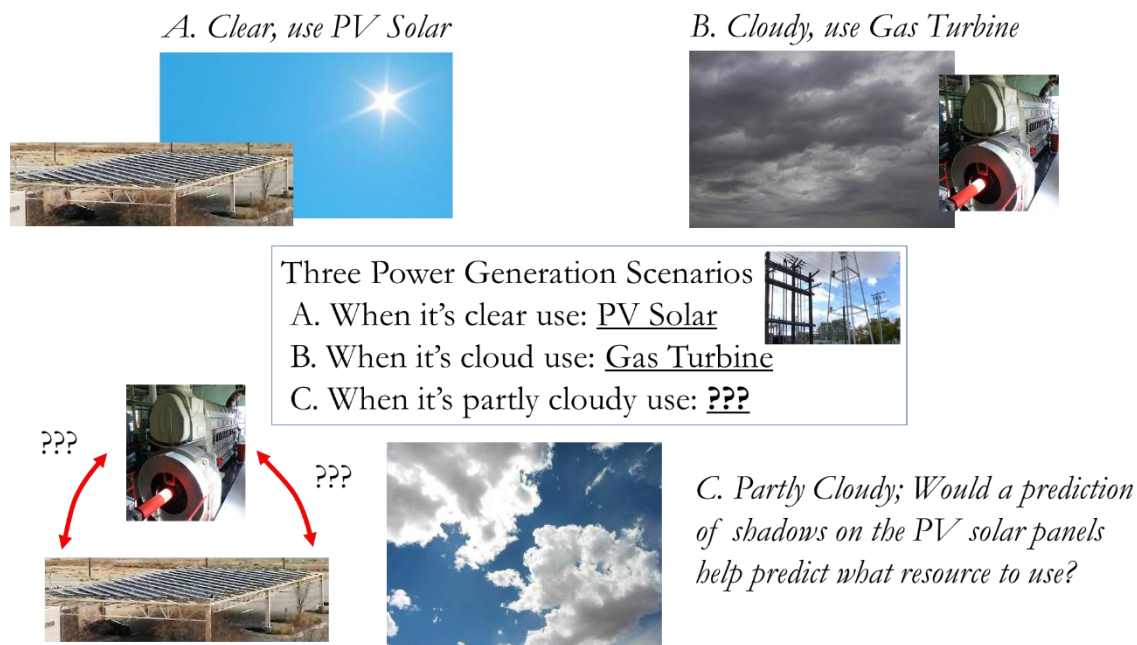 A. Clear, use PV Solar
B. Cloudy, use Gas Turbine
Three Power Generation Scenarios
A. When it's clear use: PV Solar
B. When it's cloud use: Gas Turbine
C. When it's partly cloudy use: ???
???
???
C. Partly Cloudy; Would a prediction
of shadows on the PV solar panels
help predict what resource to use?